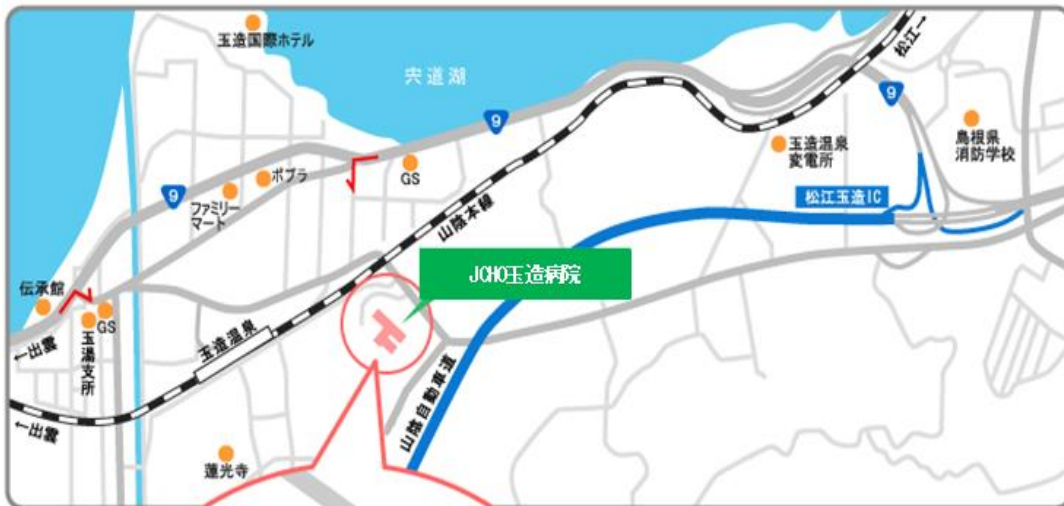 玉造国際ホテル
宍道湖
松江→
9
9
島根県
消防学校
玉造温泉
変電所
GS
ポプラ
9
ファミリー
マート
山陰本線
松江玉造IC
JCHO玉造病院
伝承館
GS
玉湯支所
←出雲
玉造温泉
山陰自動車道
←出雲
蓮光寺